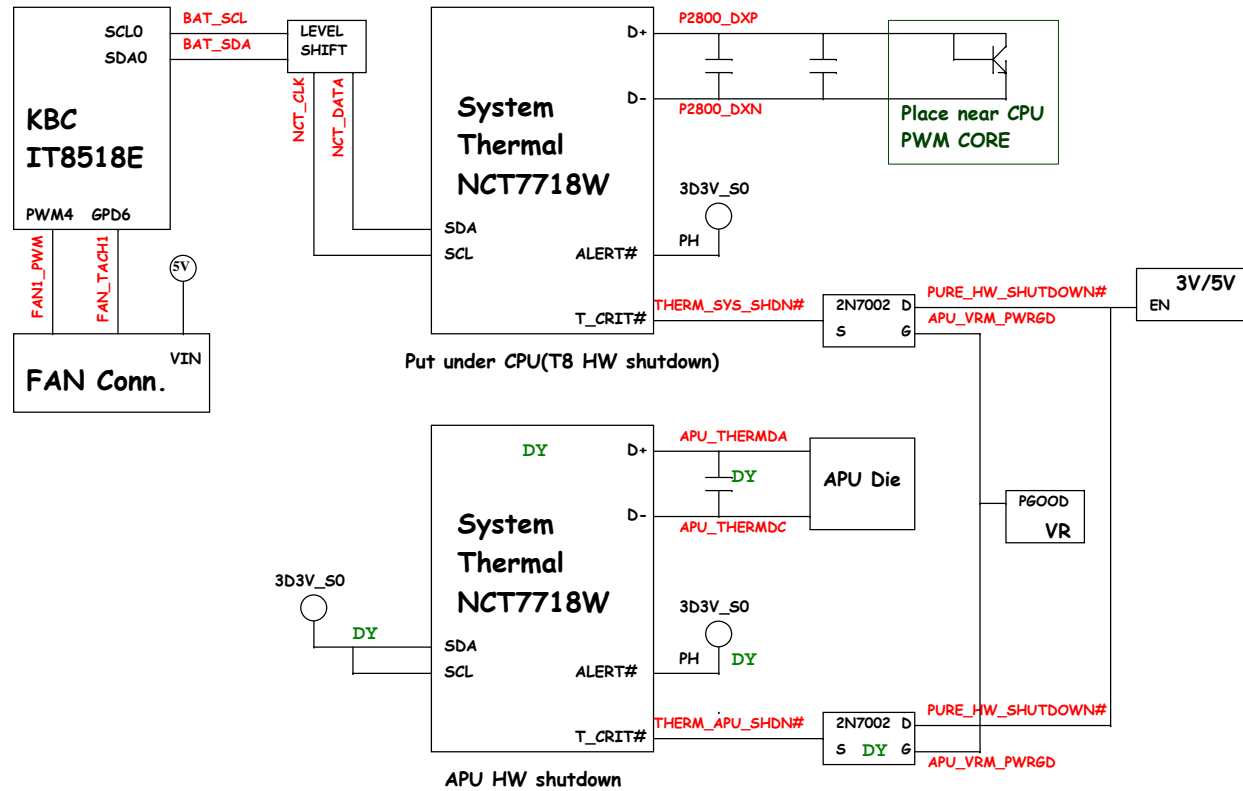 BAT_SCL
BAT_SDA
SCL0
SDA0
KBC
IT8518E
PWM4 GPD6
LEVEL
SHIFT
NCT_CLK
NCT_DATA
FAN1_PWM
FAN_TACH1
5V
VIN
FAN Conn.
System
Thermal
NCT7718W
D+
D-
SDA
SCL
ALERT#
T_CRIT#
P2800_DXP
P2800_DXN
Place near CPU
PWM CORE
3D3V_S0
PH
THERM_SYS_SHDN#
2N7002 D
S G
PURE_HW_SHUTDOWN#
APU_VRM_PWRGD
3V/5V
EN
Put under CPU(T8 HW shutdown)
DY
System
Thermal
NCT7718W
D+
D-
SDA
SCL
ALERT#
T_CRIT#
APU_THERMDA
DY
APU_THERMDC
APU Die
PGOOD
VR
3D3V_S0
DY
3D3V_S0
PH
DY
THERM_APU_SHDN#
2N7002 D
S DY G
PURE_HW_SHUTDOWN#
APU_VRM_PWRGD
APU HW shutdown